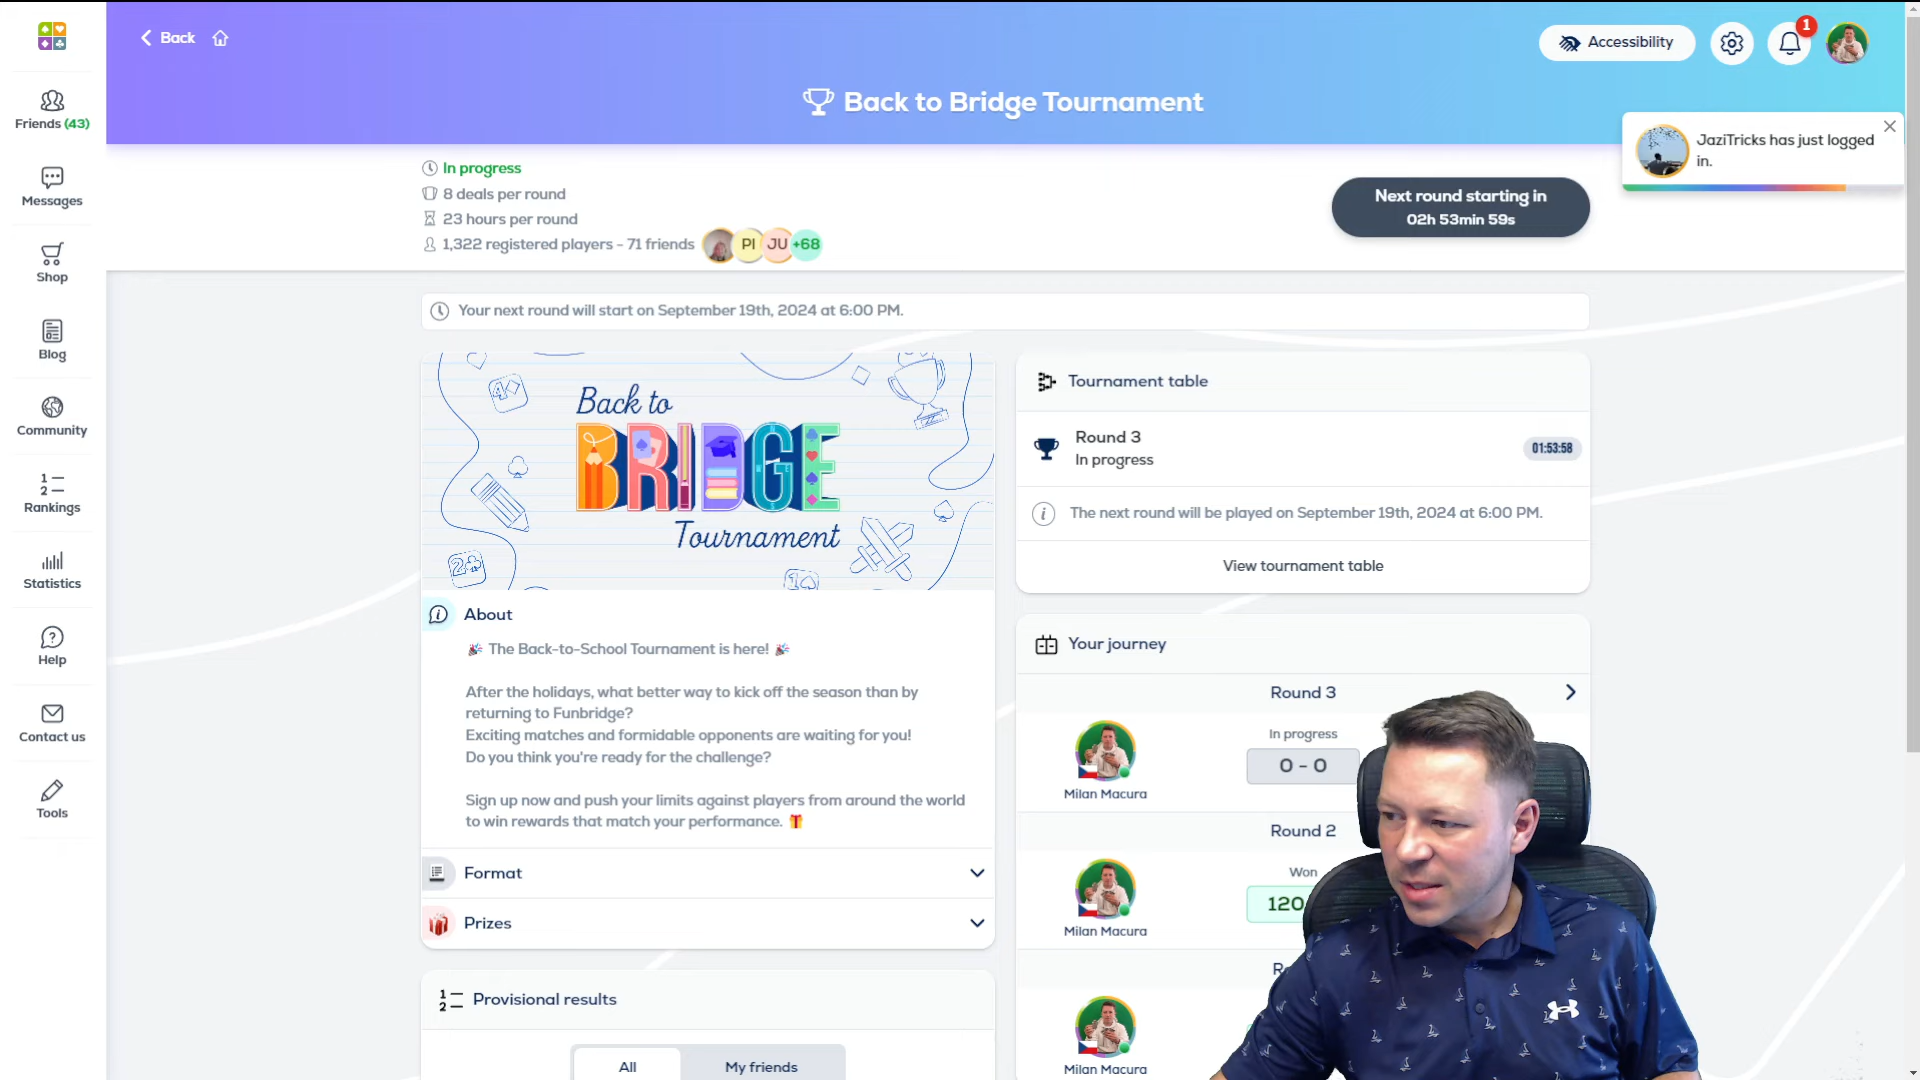 Back
Accessibility
1
Back to Bridge Tournament
JaziTricks has just logged
in.
Friends (43)
Messages
Shop
Blog
Community
Rankings
Statistics
Help
Contact us
Tools
In progress
8 deals per round
23 hours per round
1,322 registered players - 71 friends
PI
JU
+68
Next round starting in
02h 53min 59s
Your next round will start on September 19th, 2024 at 6:00 PM.
Back to
BRIDGE
Tournament
About
The Back-to-School Tournament is here!
After the holidays, what better way to kick off the season than by
returning to Funbridge?
Exciting matches and formidable opponents are waiting for you!
Do you think you're ready for the challenge?
Sign up now and push your limits against players from around the world
to win rewards that match your performance.
Format
Prizes
Provisional results
All
My friends
Tournament table
Round 3
In progress
01:53:58
The next round will be played on September 19th, 2024 at 6:00 PM.
View tournament table
Your journey
Round 3
In progress
0 - 0
Milan Macura
Round 2
Won
120
Milan Macura
Milan Macura